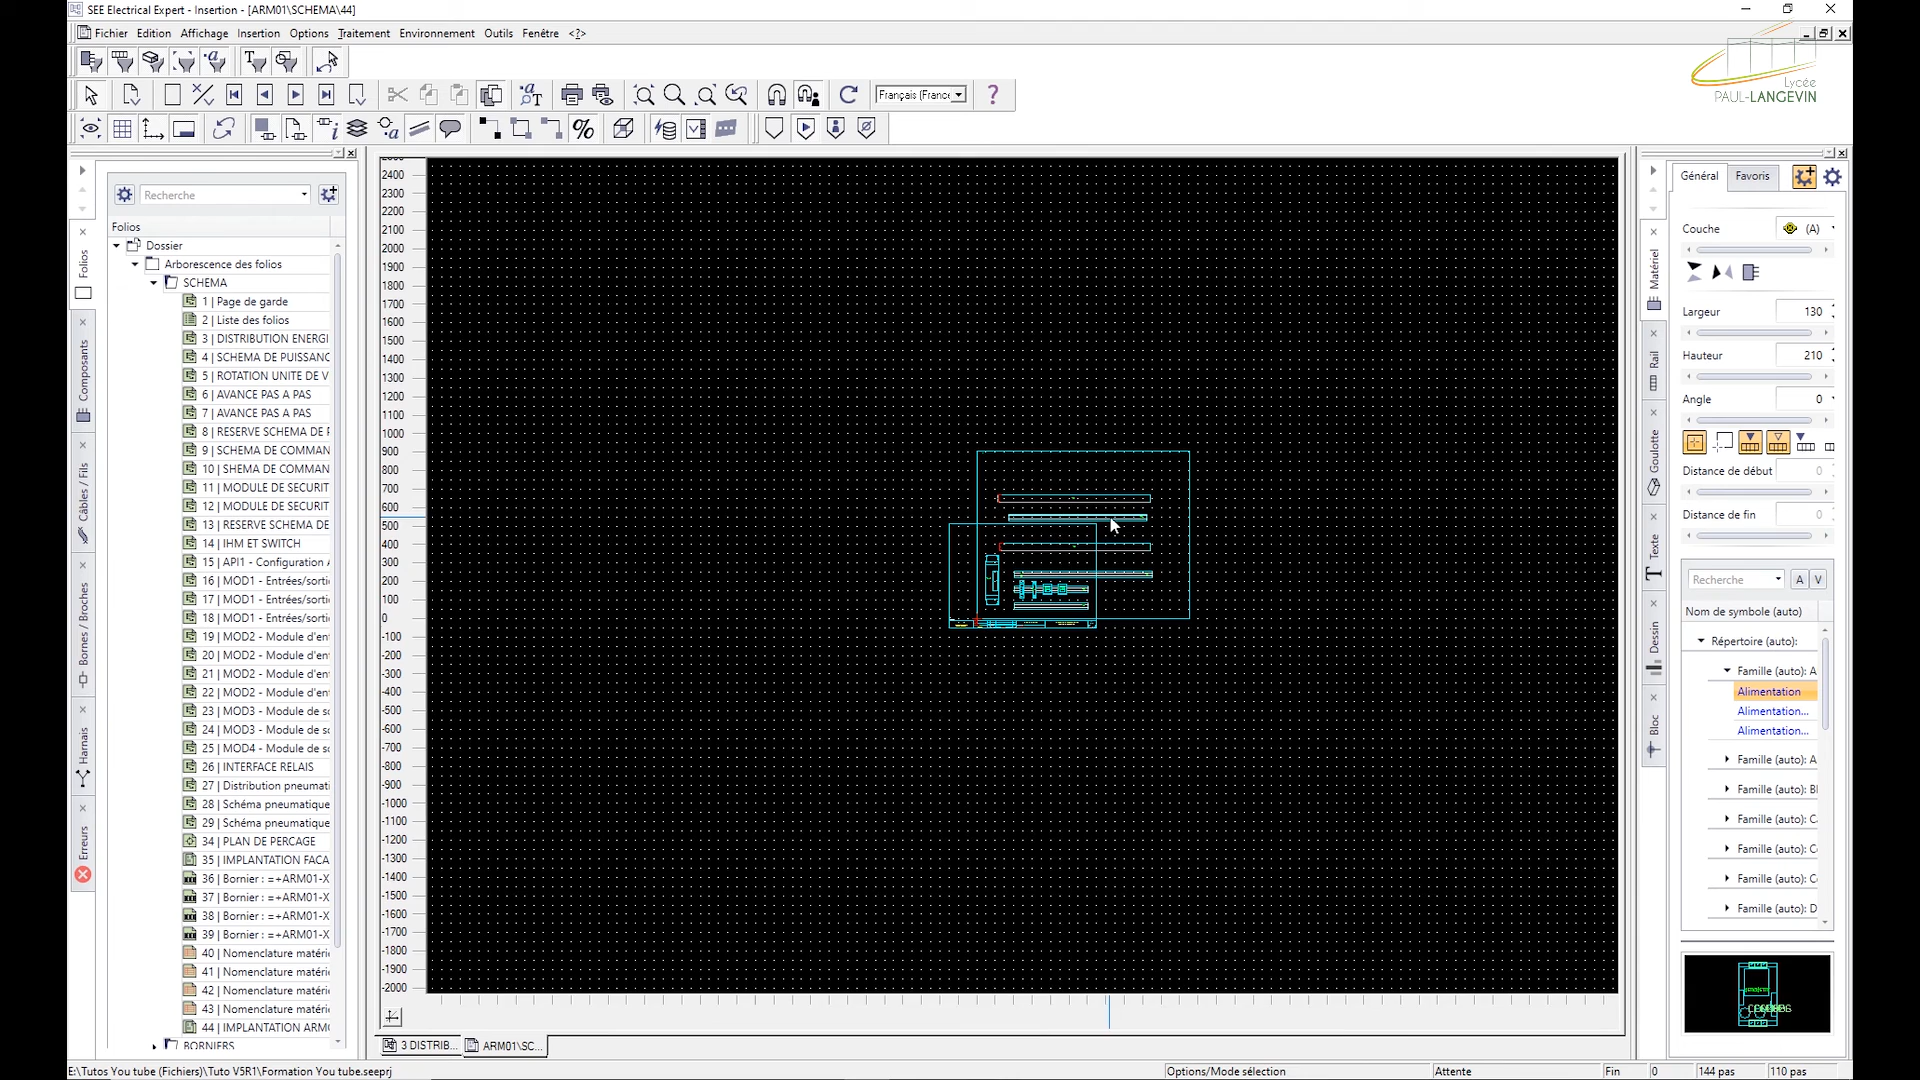 SEE Electrical Expert - Insertion - [ARM01\SCHEMA\44]
Fichier Edition Affichage Insertion Options Traitement Environnement Outils Fenêtre <?>
Lycée
PAUL-LANGEVIN
Français (France
Recherche
Folios
Dossier
Arborescence des folios
SCHEMA
1 | Page de garde
2 | Liste des folios
3 | DISTRIBUTION ENERGI
4 | SCHEMA DE PUISSANC
5 | ROTATION UNITE DE V
6 | AVANCE PAS A PAS
7 | AVANCE PAS A PAS
8 | RESERVE SCHEMA DE F
9 | SCHEMA DE COMMAN
10 | SHEMA DE COMMAN
11 | MODULE DE SECURIT
12 | MODULE DE SECURIT
13 | RESERVE SCHEMA DE
14 | IHM ET SWITCH
15 | API1 - Configuration A
16 | MOD1 - Entrées/sorti
17 | MOD1 - Entrées/sorti
18 | MOD1 - Entrées/sorti
19 | MOD2 - Module d'en
20 | MOD2 - Module d'en
21 | MOD2 - Module d'en
22 | MOD2 - Module d'en
23 | MOD3 - Module de so
24 | MOD3 - Module de so
25 | MOD4 - Module de so
26 | INTERFACE RELAIS
27 | Distribution pneumati
28 | Schéma pneumatique
29 | Schéma pneumatique
34 | PLAN DE PERCAGE
35 | IMPLANTATION FACA
36 | Bornier : =+ARM01-X
37 | Bornier : =+ARM01-X
38 | Bornier : =+ARM01-X
39 | Bornier : =+ARM01-X
40 | Nomenclature matéri
41 | Nomenclature matéri
42 | Nomenclature matéri
43 | Nomenclature matéri
44 | IMPLANTATION ARM
BORNIERS
Folios
Composants
Câbles / Fils
Bornes / Broches
Harnais
Erreurs
2400
2300
2200
2100
2000
1900
1800
1700
1600
1500
1400
1300
1200
1100
1000
900
800
700
600
500
400
300
200
100
0
-100
-200
-300
-400
-500
-600
-700
-800
-900
-1000
-1100
-1200
-1300
-1400
-1500
-1600
-1700
-1800
-1900
-2000
3 DISTRIB... ARM01\SC...
Matériel
Rail
Goulotte
Texte
Dessin
Bloc
Général Favoris
Couche (A)
Largeur 130
Hauteur 210
Angle 0
Distance de début 0
Distance de fin 0
Recherche A V
Nom de symbole (auto)
Répertoire (auto):
Famille (auto): A
Alimentation
Alimentation...
Alimentation...
Famille (auto): A
Famille (auto): Bl
Famille (auto): C
Famille (auto): C
Famille (auto): C
Famille (auto): D
E:\Tutos You tube (Fichiers)\Tuto V5R1\Formation You tube.seeprj
Options/Mode sélection
Attente
Fin 0 144 pas 110 pas